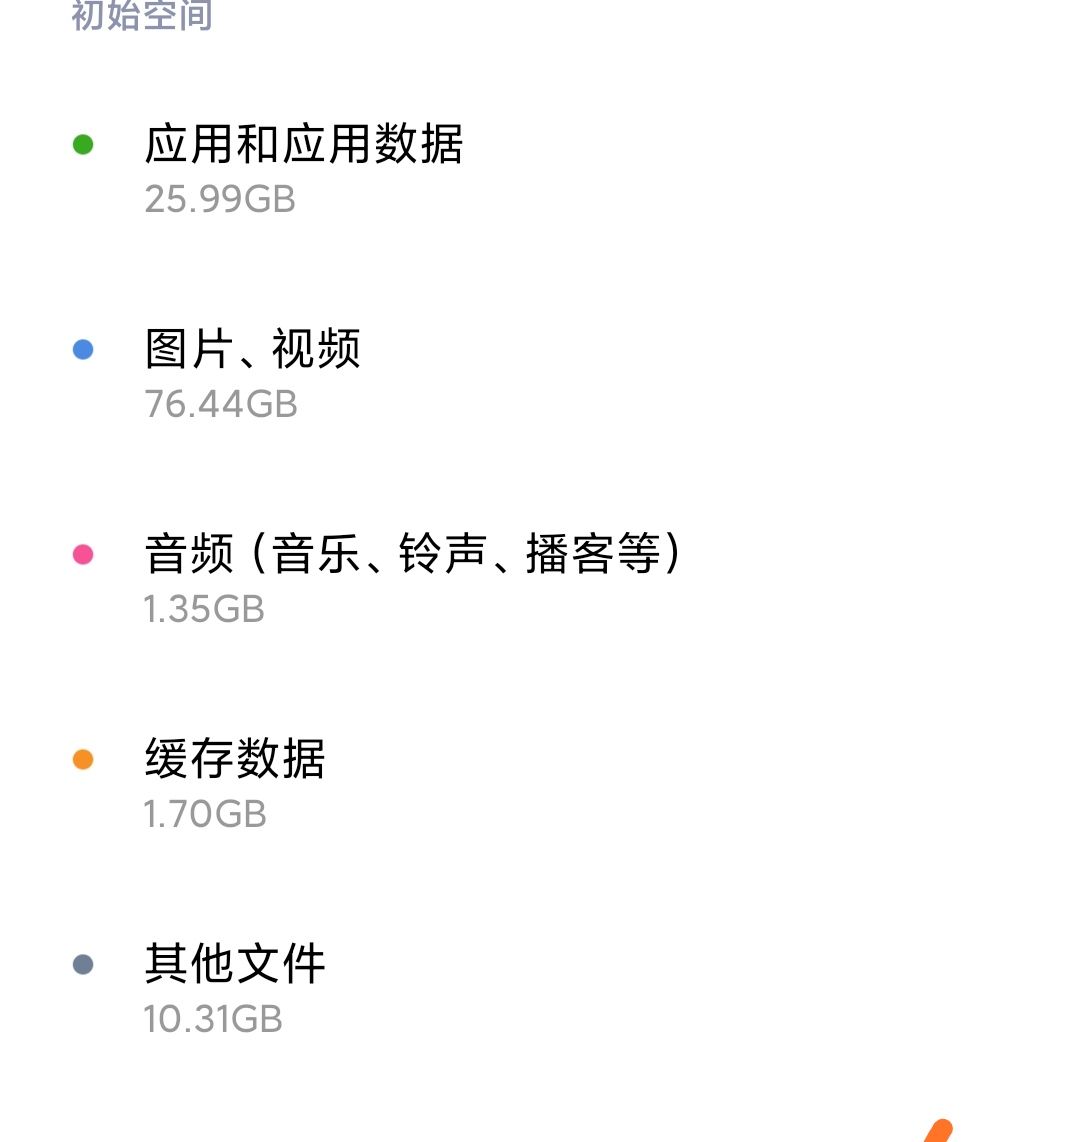 初始空间
应用和应用数据
25.99GB
图片、视频
76.44GB
音频（音乐、铃声、播客等）
1.35GB
缓存数据
1.70GB
其他文件
10.31GB